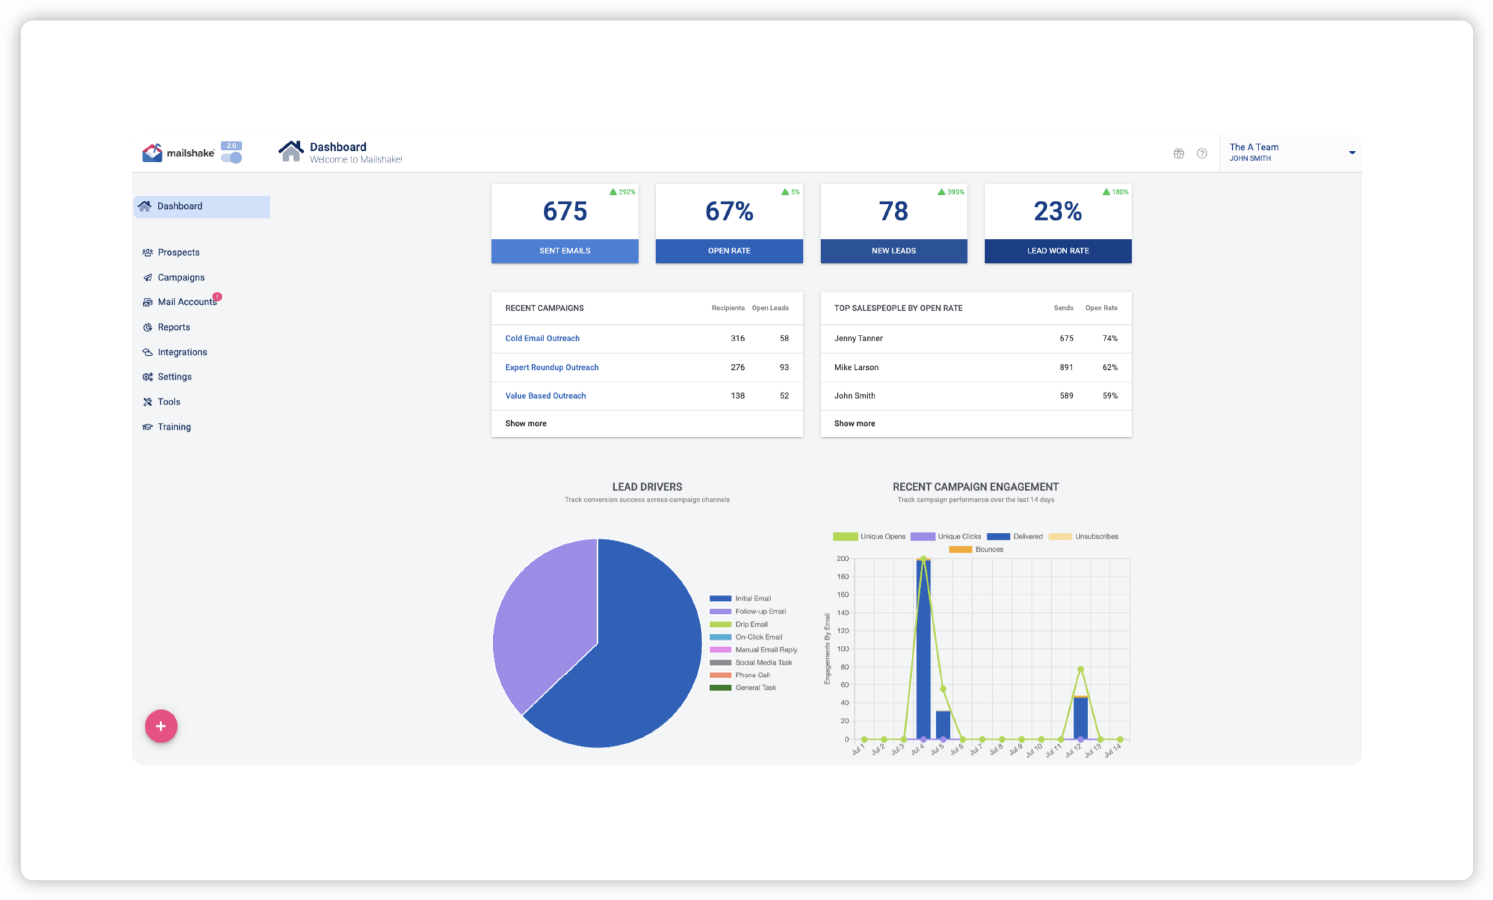 mailshake
2.0
Dashboard
Welcome to Mailshake!
The A Team
JOHN SMITH
Dashboard
Prospects
Campaigns
Mail Accounts
Reports
Integrations
Settings
Tools
Training
+
292%
675
SENT EMAILS
5%
67%
OPEN RATE
390%
78
NEW LEADS
180%
23%
LEAD WON RATE
RECENT CAMPAIGNS Recipients Open Leads
Cold Email Outreach 316 58
Expert Roundup Outreach 276 93
Value Based Outreach 138 52
Show more
TOP SALESPEOPLE BY OPEN RATE Sends Open Rate
Jenny Tanner 675 74%
Mike Larson 891 62%
John Smith 589 59%
Show more
LEAD DRIVERS
Track conversion success across campaign channels
Initial Email
Follow-up Email
Drip Email
On-Click Email
Manual Email Reply
Social Media Task
Phone Call
General Task
RECENT CAMPAIGN ENGAGEMENT
Track campaign performance over the last 14 days
Unique Opens Unique Clicks Delivered Unsubscribes
Bounces
Engagements By Email
200
180
160
140
120
100
80
60
40
20
0
Jul 1 Jul 2 Jul 3 Jul 4 Jul 5 Jul 6 Jul 7 Jul 8 Jul 9 Jul 10 Jul 11 Jul 12 Jul 13 Jul 14